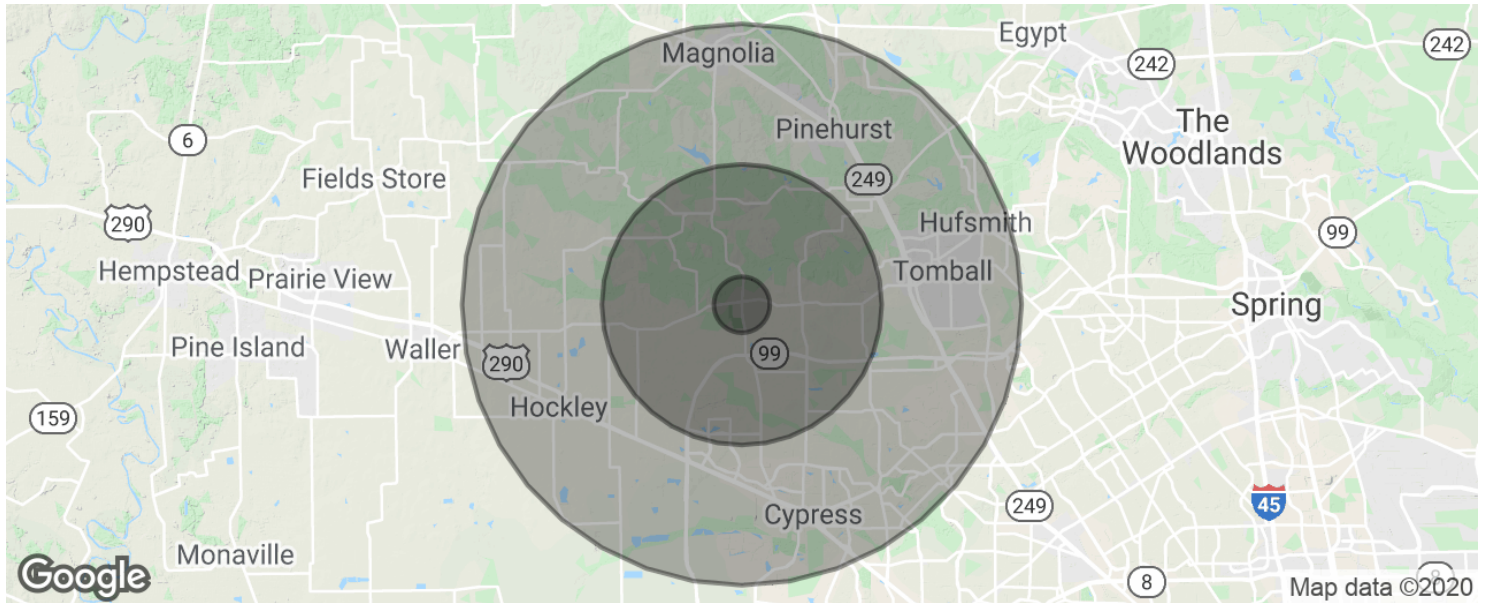 Egypt
242
Magnolia
242
The
Woodlands
Pinehurst
6
Fields Store
249
290
Hufsmith
99
Hempstead
Prairie View
Tomball
Spring
Pine Island
Waller
290
99
Hockley
159
Cypress
249
45
Monaville
8
8
Google
Map data ©2020